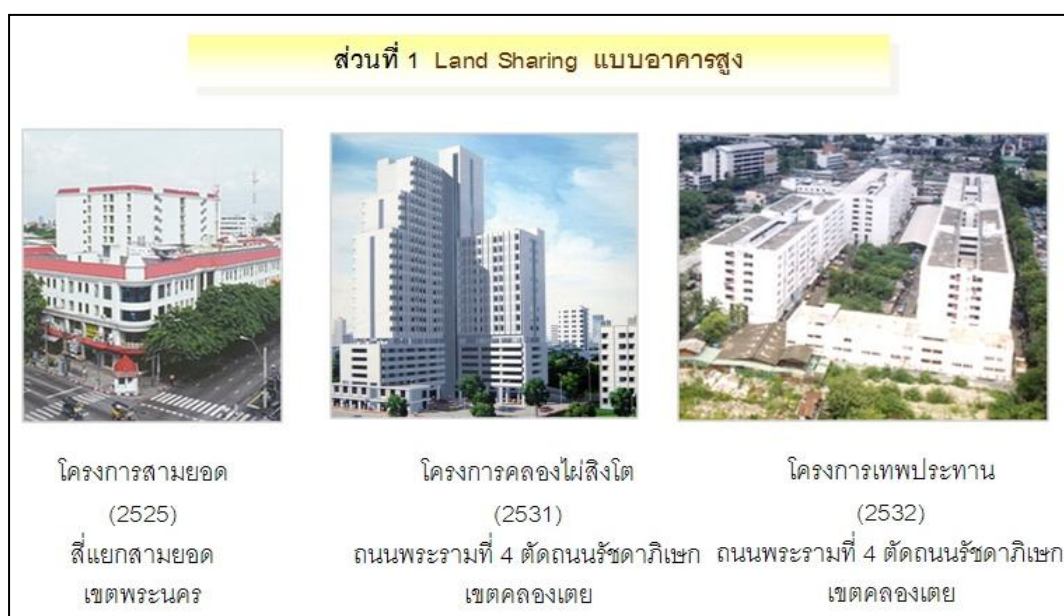 ส่วนที่ 1 Land Sharing แบบอาคารสูง
โครงการสามยอด
(2525)
สี่แยกสามยอด
เขตพระนคร
โครงการคลองไผ่สิงโต
(2531)
ถนนพระรามที่ 4 ตัดถนนรัชดาภิเษก
เขตคลองเตย
โครงการเทพประทาน
(2532)
ถนนพระรามที่ 4 ตัดถนนรัชดาภิเษก
เขตคลองเตย